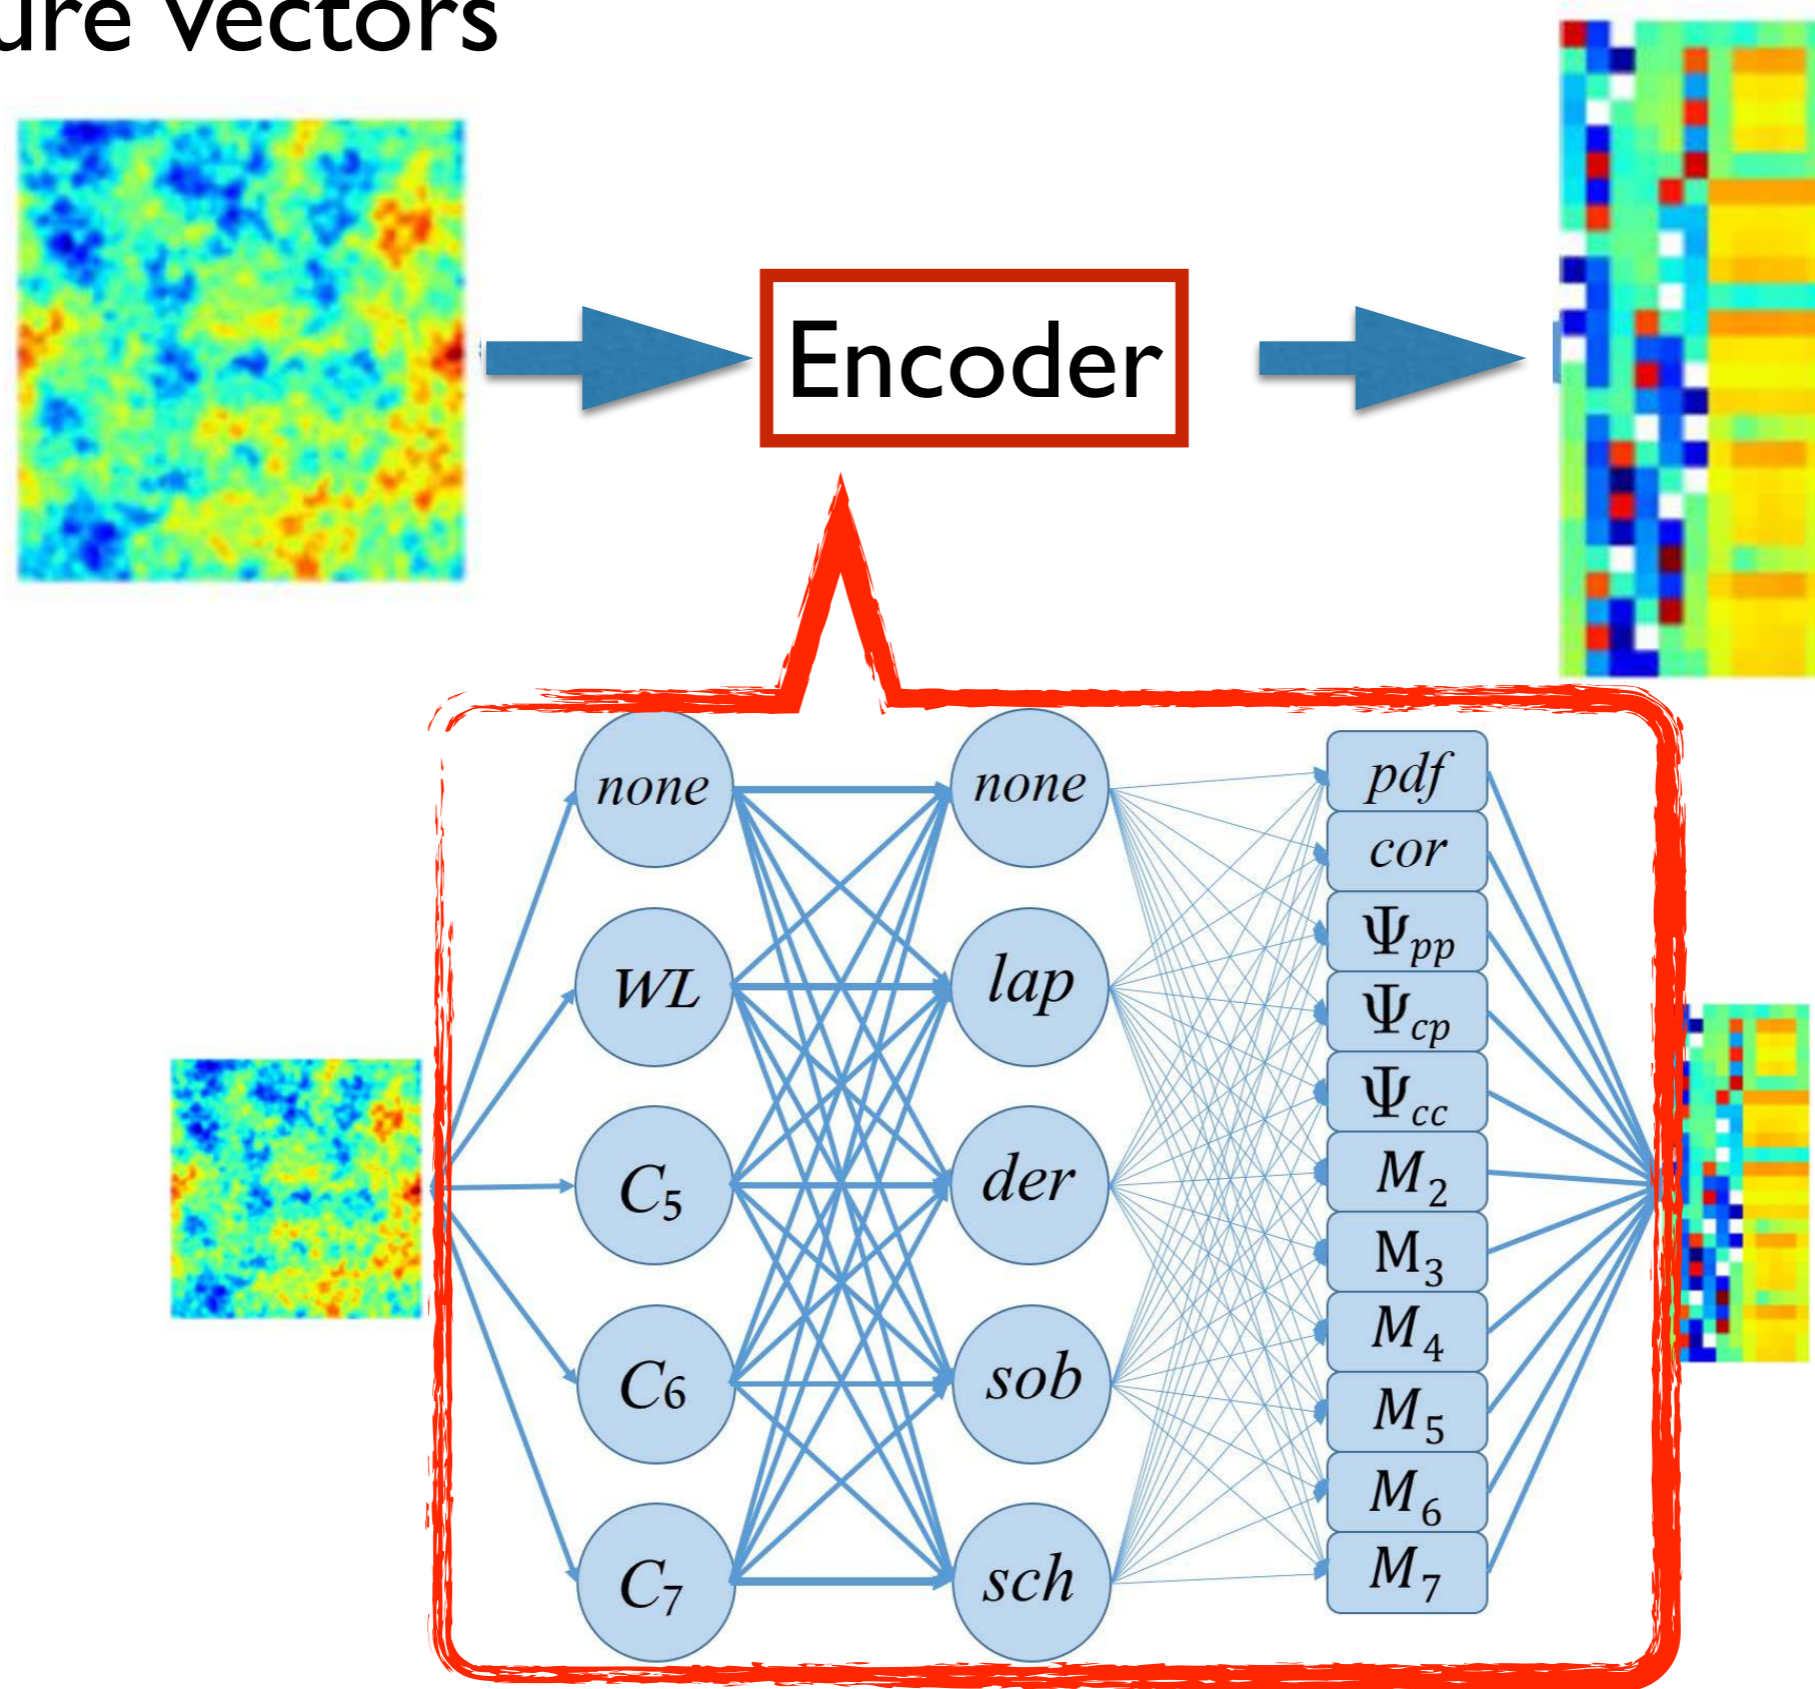 ure vectors
Encoder
none
WL
C5
C6
C7
none
lap
der
sob
sch
pdf
cor
Ψpp
Ψcp
Ψcc
M2
M3
M4
M5
M6
M7